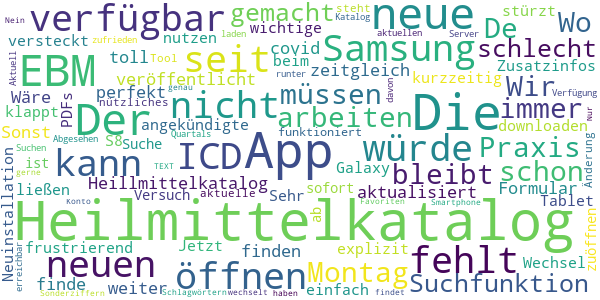 verfügbar gemacht neue De Wo
steht stürzt
Nein Katalog
zufrieden laden aktuellen Server
versteckt toll nutzen wichtige
Aktuell Tool covid beim
seit Samsung schlecht
EBM veröffentlicht zeitgleich kurzzeitig Zusatzinfos
runter Verfügung
Wäre perfekt nicht müssen Wir immer
nützliches genau davon
PDFs klappt angekündigte arbeiten Die downloaden
Sonst Abgesehen Quartals funktioniert Nur
Der S8 Suche App würde Praxis
Suchen TEXT Änderung
ist kann ICD Galaxy bleibt schon
gerne
ließen Heillmittelkatalog sofort aktualisiert Formular
Neuinstallation Versuch aktuelle Sehr ab Tablet
Konto Favoriten Smartphone
Heilmittelkatalog
frustrierend Jetzt finden explizit fehlt Wechsel zuöffnen
neuen öffnen Montag Suchfunktion
erreichbar finde weiter einfach
Sonderziffern Schlagwörtern wechselt haben findet